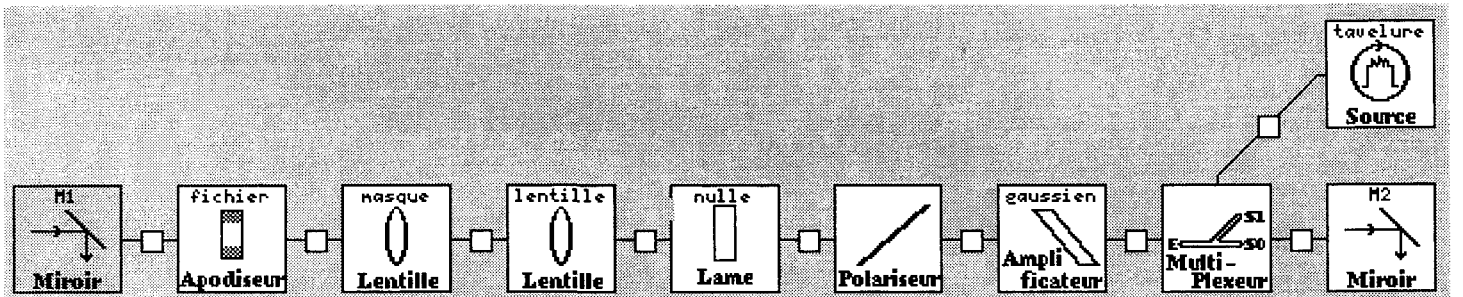 tavelure
Source
M1
Miroir
fichier
Apodiseur
masque
Lentille
lentille
Lentille
nulle
Lame
Polariseur
gaussien
Ampli
ficateur
S1
E S0
Multi-
Plexeur
M2
Miroir